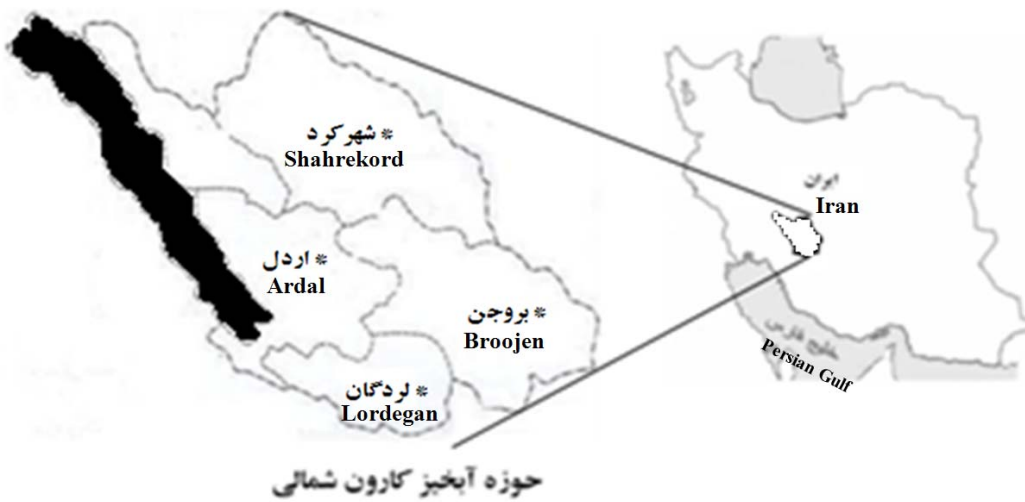 * شهرکرد
Shahrekord
* اردل
Ardal
* بروجن
Broojen
* لردگان
Lordegan
حوزه آبخیز کارون شمالی
ایران
Iran
خلیج فارس
Persian Gulf